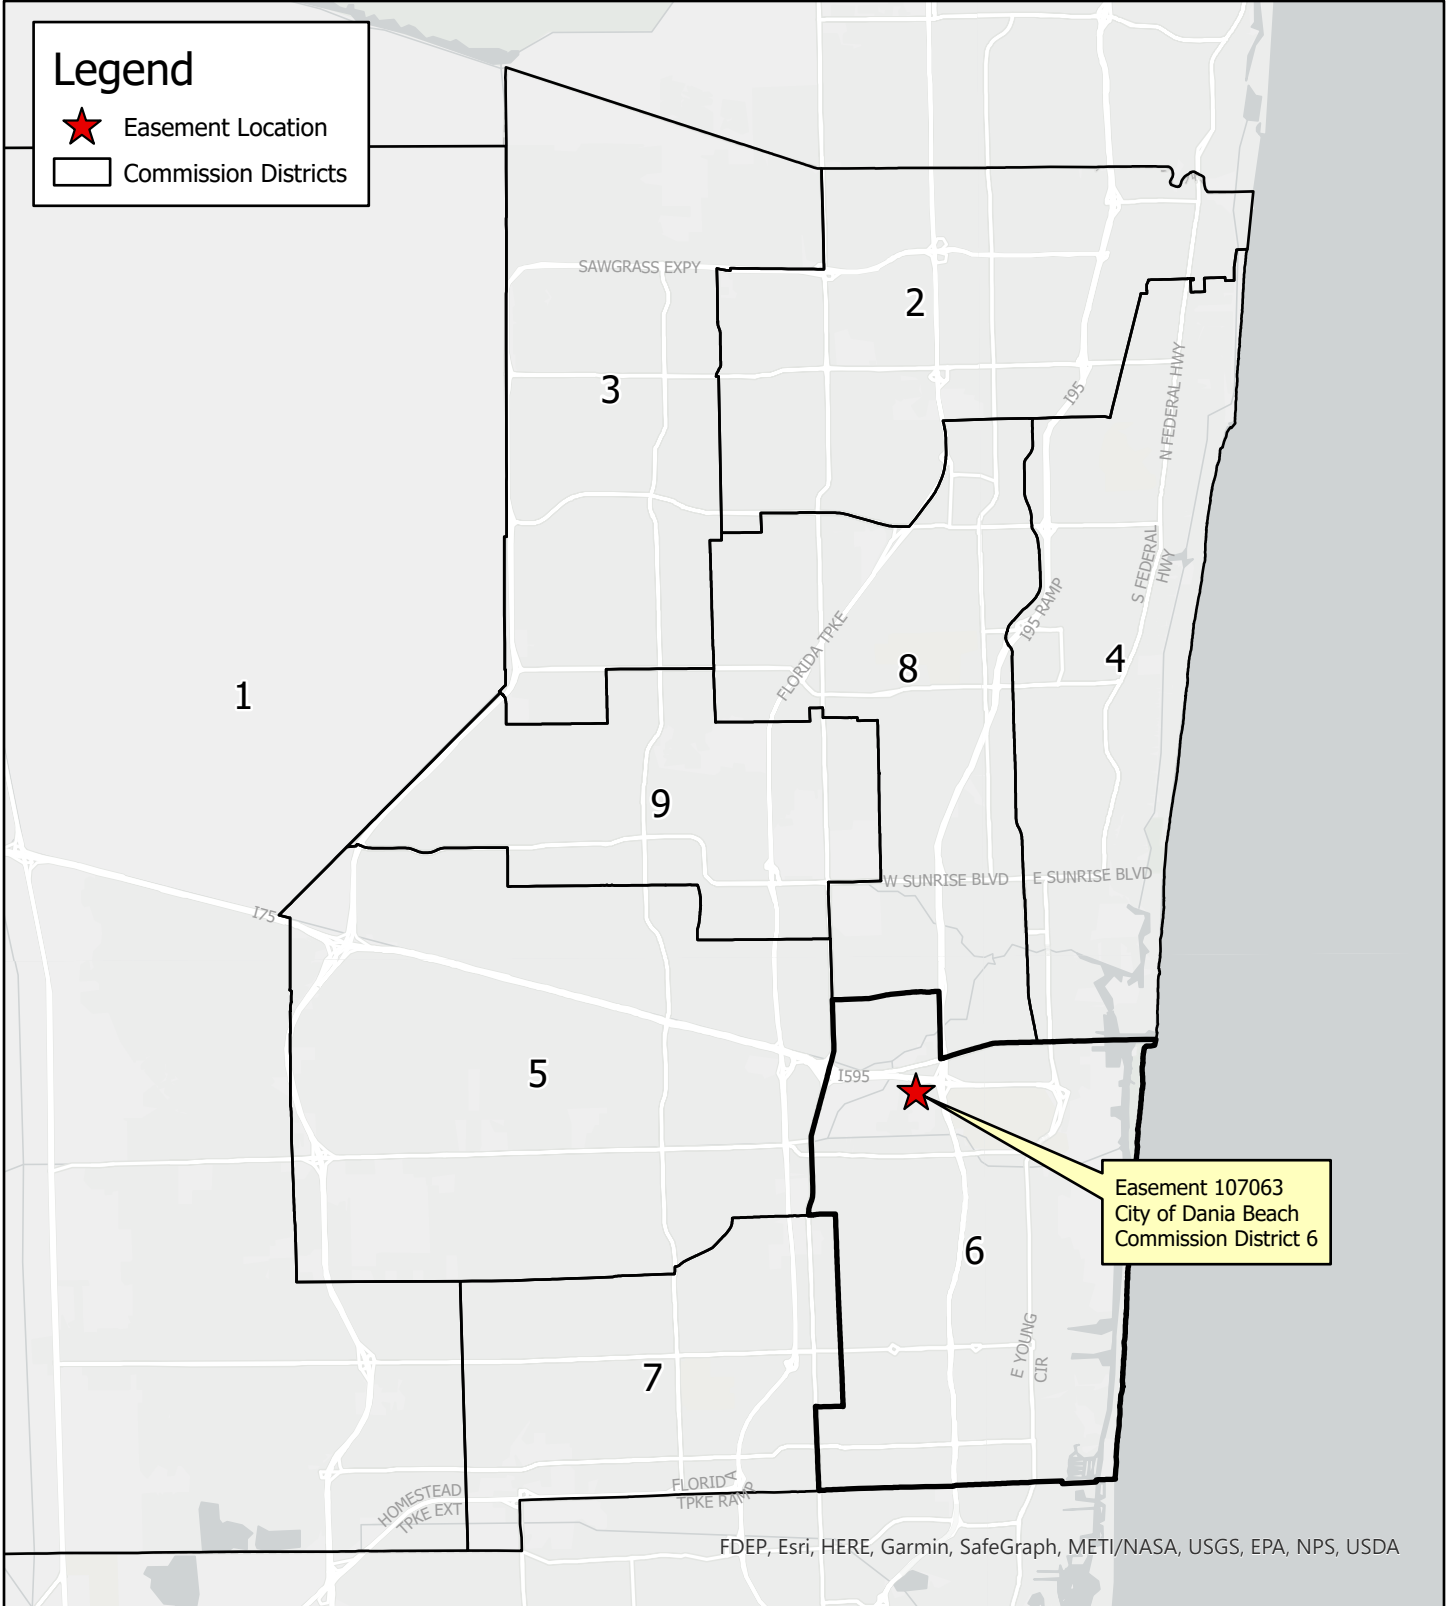 Legend
Easement Location
Commission Districts
SAWGRASS EXPY
2
3
I95
N FEDERAL HWY
S FEDERAL
HWY
I95 RAMP
FLORIDA TPKE
8
4
1
9
W SUNRISE BLVD
E SUNRISE BLVD
I75
5
I595
Easement 107063
City of Dania Beach
Commission District 6
6
E YOUNG
CIR
7
FLORIDA
TPKE RAMP
HOMESTEAD
TPKE EXT
FDEP, Esri, HERE, Garmin, SafeGraph, METI/NASA, USGS, EPA, NPS, USDA